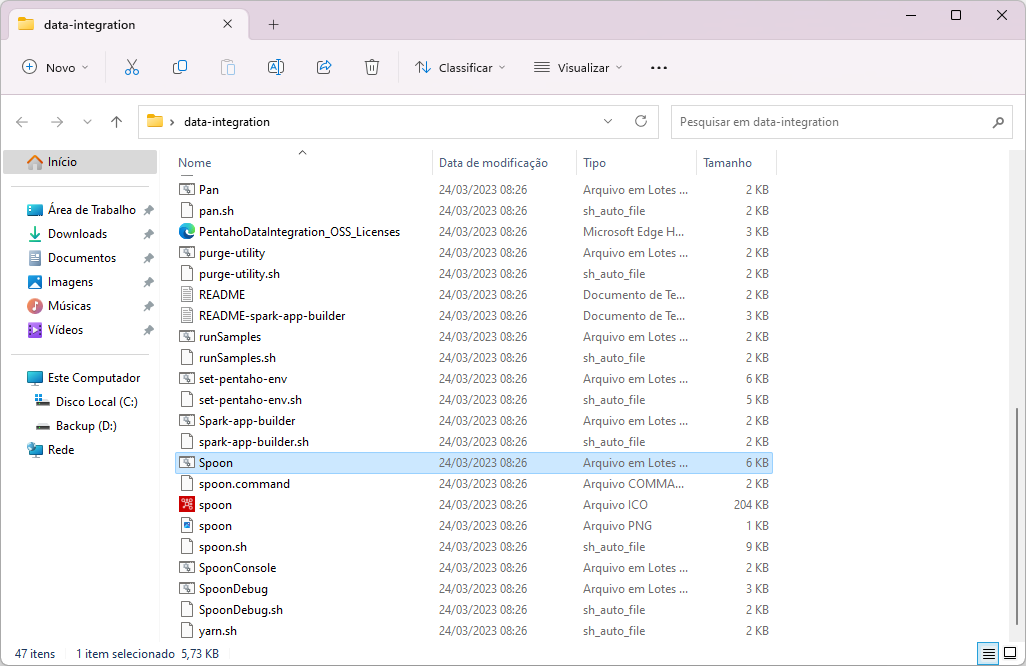 data-integration
Novo
Classificar
Visualizar
data-integration
Pesquisar em data-integration
Início
Área de Trabalho
Downloads
Documentos
Imagens
Músicas
Vídeos
Este Computador
Disco Local (C:)
Backup (D:)
Rede
Nome Data de modificação Tipo Tamanho
Pan 24/03/2023 08:26 Arquivo em Lotes ... 2 KB
pan.sh 24/03/2023 08:26 sh_auto_file 2 KB
PentahoDataIntegration_OSS_Licenses 24/03/2023 08:26 Microsoft Edge H... 3 KB
purge-utility 24/03/2023 08:26 Arquivo em Lotes ... 2 KB
purge-utility.sh 24/03/2023 08:26 sh_auto_file 2 KB
README 24/03/2023 08:26 Documento de Te... 2 KB
README-spark-app-builder 24/03/2023 08:26 Documento de Te... 3 KB
runSamples 24/03/2023 08:26 Arquivo em Lotes ... 2 KB
runSamples.sh 24/03/2023 08:26 sh_auto_file 2 KB
set-pentaho-env 24/03/2023 08:26 Arquivo em Lotes ... 6 KB
set-pentaho-env.sh 24/03/2023 08:26 sh_auto_file 5 KB
Spark-app-builder 24/03/2023 08:26 Arquivo em Lotes ... 2 KB
spark-app-builder.sh 24/03/2023 08:26 sh_auto_file 2 KB
Spoon 24/03/2023 08:26 Arquivo em Lotes ... 6 KB
spoon.command 24/03/2023 08:26 Arquivo COMMA... 2 KB
spoon 24/03/2023 08:26 Arquivo ICO 204 KB
spoon 24/03/2023 08:26 Arquivo PNG 1 KB
spoon.sh 24/03/2023 08:26 sh_auto_file 9 KB
SpoonConsole 24/03/2023 08:26 Arquivo em Lotes ... 2 KB
SpoonDebug 24/03/2023 08:26 Arquivo em Lotes ... 3 KB
SpoonDebug.sh 24/03/2023 08:26 sh_auto_file 2 KB
yarn.sh 24/03/2023 08:26 sh_auto_file 2 KB
47 itens 1 item selecionado 5,73 KB